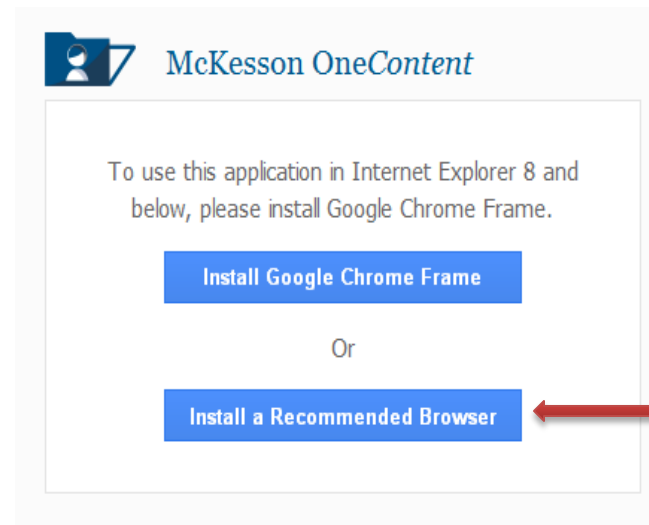 McKesson OneContent
To use this application in Internet Explorer 8 and
below, please install Google Chrome Frame.
Install Google Chrome Frame
Or
Install a Recommended Browser